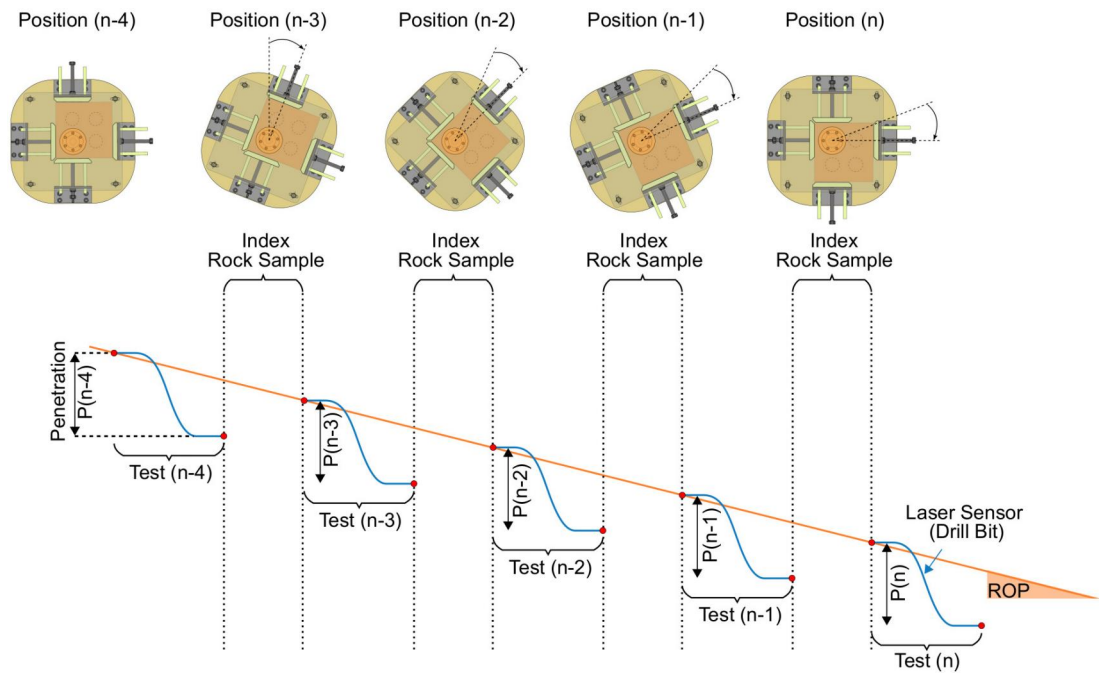 Position (n-4)
Position (n-3)
Position (n-2)
Position (n-1)
Position (n)
Index
Rock Sample
Index
Rock Sample
Index
Rock Sample
Index
Rock Sample
Penetration
P(n-4)
Test (n-4)
P(n-3)
Test (n-3)
P(n-2)
Test (n-2)
P(n-1)
Test (n-1)
P(n)
Test (n)
Laser Sensor
(Drill Bit)
ROP